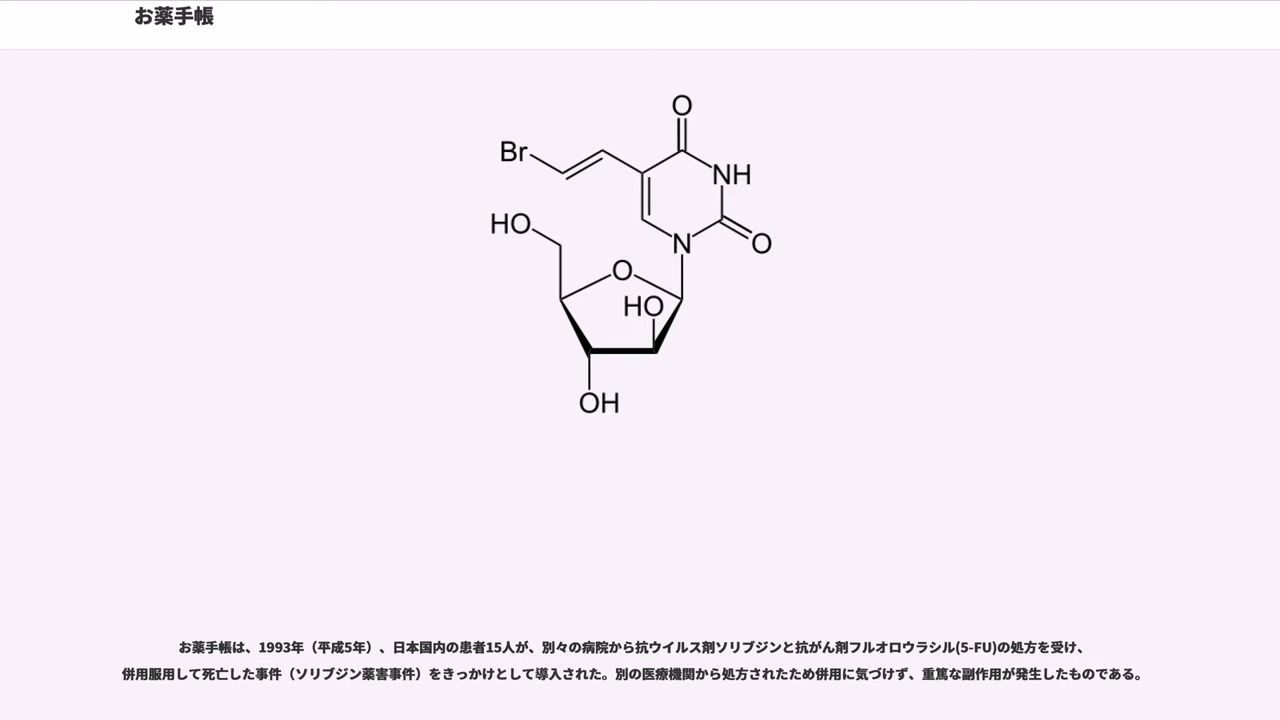 お薬手帳
O
Br
NH
HO
N
O
O
HO
OH
お薬手帳は、1993年（平成5年）、日本国内の患者15人が、別々の病院から抗ウイルス剤ソリブジンと抗がん剤フルオロウラシル(5-FU)の処方を受け、
併用服用して死亡した事件（ソリブジン薬害事件）をきっかけとして導入された。別の医療機関から処方されたため併用に気づけず、重篤な副作用が発生したものである。